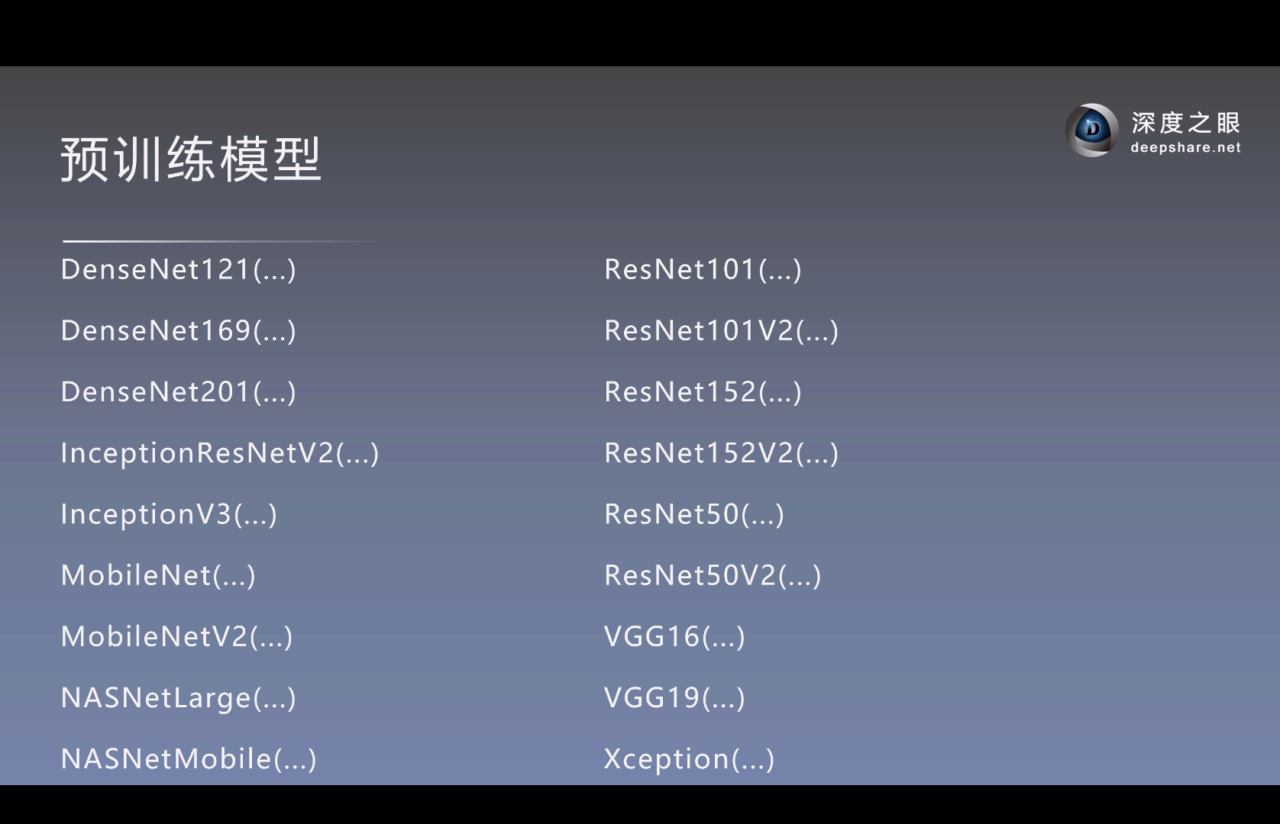 深度之眼
deepshare.net
预训练模型
DenseNet121(...)
DenseNet169(...)
DenseNet201(...)
InceptionResNetV2(...)
InceptionV3(...)
MobileNet(...)
MobileNetV2(...)
NASNetLarge(...)
NASNetMobile(...)
ResNet101(...)
ResNet101V2(...)
ResNet152(...)
ResNet152V2(...)
ResNet50(...)
ResNet50V2(...)
VGG16(...)
VGG19(...)
Xception(...)